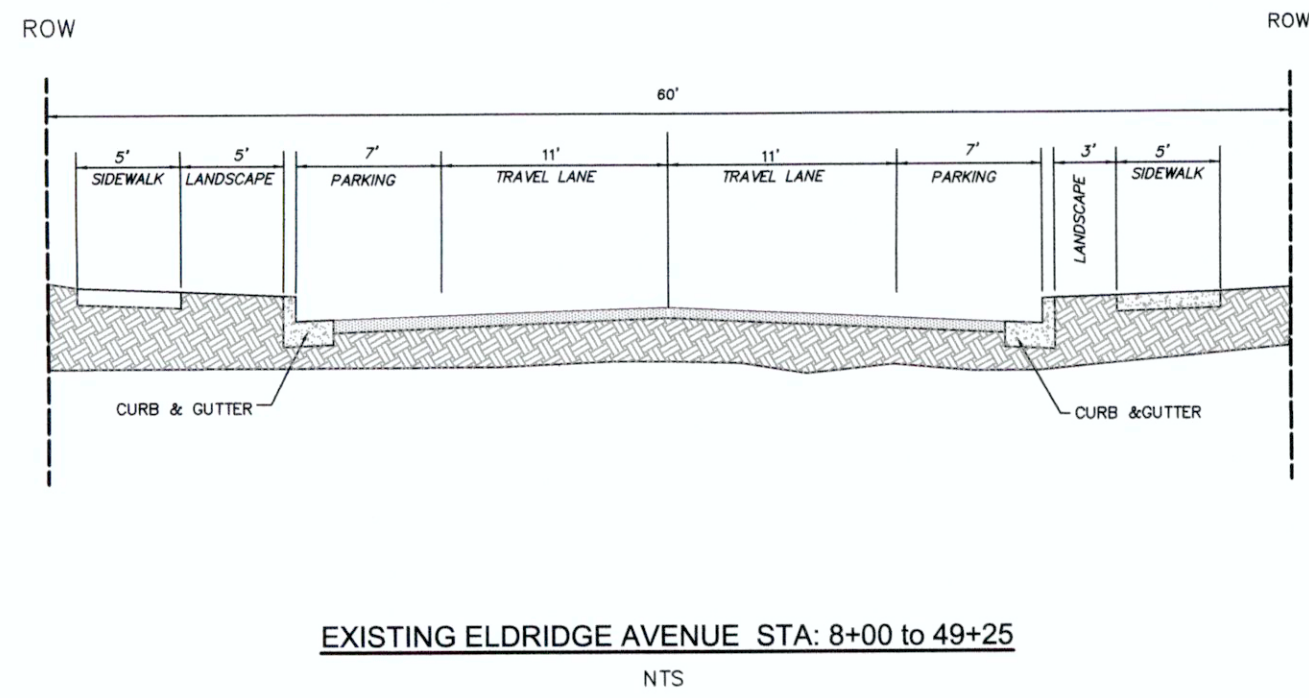 ROW
ROW
60'
5'
5'
7'
11'
11'
7'
3'
5'
SIDEWALK
LANDSCAPE
PARKING
TRAVEL LANE
TRAVEL LANE
PARKING
LANDSCAPE
SIDEWALK
CURB & GUTTER
CURB &GUTTER
EXISTING ELDRIDGE AVENUE STA: 8+00 to 49+25
NTS